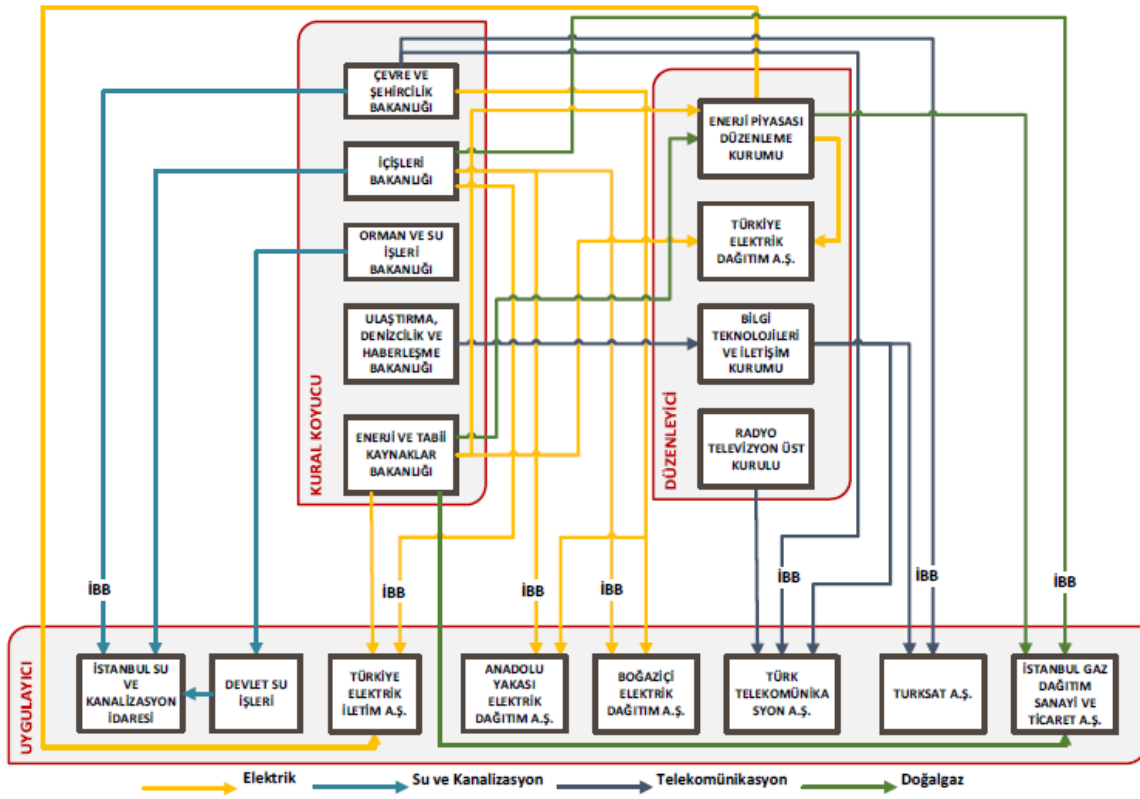 KURAL KOYUCU
ÇEVRE VE
ŞEHİRCİLİK
BAKANLIĞI
İÇİŞLERİ
BAKANLIĞI
ORMAN VE SU
İŞLERİ
BAKANLIĞI
ULAŞTIRMA,
DENİZCİLİK VE
HABERLEŞME
BAKANLIĞI
ENERJİ VE TABİİ
KAYNAKLAR
BAKANLIĞI
DÜZENLEYİCİ
ENERJİ PİYASASI
DÜZENLEME
KURUMU
TÜRKİYE
ELEKTRİK
DAĞITIM A.Ş.
BİLGİ
TEKNOLOJİLERİ
VE İLETİŞİM
KURUMU
RADYO
TELEVİZYON ÜST
KURULU
İBB
İBB
İBB
İBB
İBB
İBB
UYGULAYICI
İSTANBUL SU
VE
KANALİZASYON
İDARESİ
DEVLET SU
İŞLERİ
TÜRKİYE
ELEKTRİK
İLETİM A.Ş.
ANADOLU
YAKASI
ELEKTRİK
DAĞITIM A.Ş.
BOĞAZİÇİ
ELEKTRİK
DAĞITIM A.Ş.
TÜRK
TELEKOMÜNİKA
SYON A.Ş.
TURKSAT A.Ş.
İSTANBUL GAZ
DAĞITIM
SANAYİ VE
TİCARET A.Ş.
Elektrik
Su ve Kanalizasyon
Telekomünikasyon
Doğalgaz